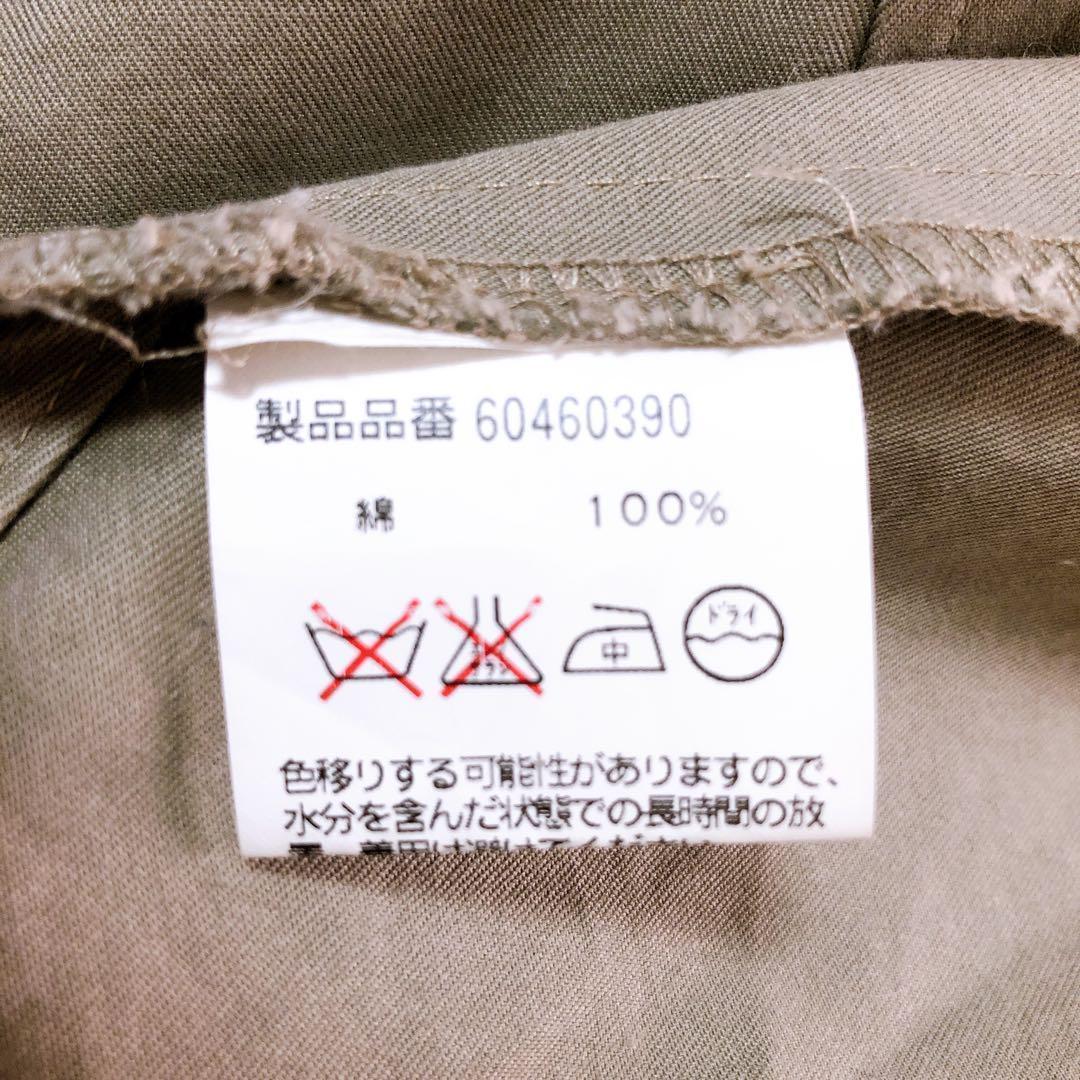 製品品番 60460390
綿 100%
中 ドライ
色移りする可能性がありますので、
水分を含んだ状態での長時間の放